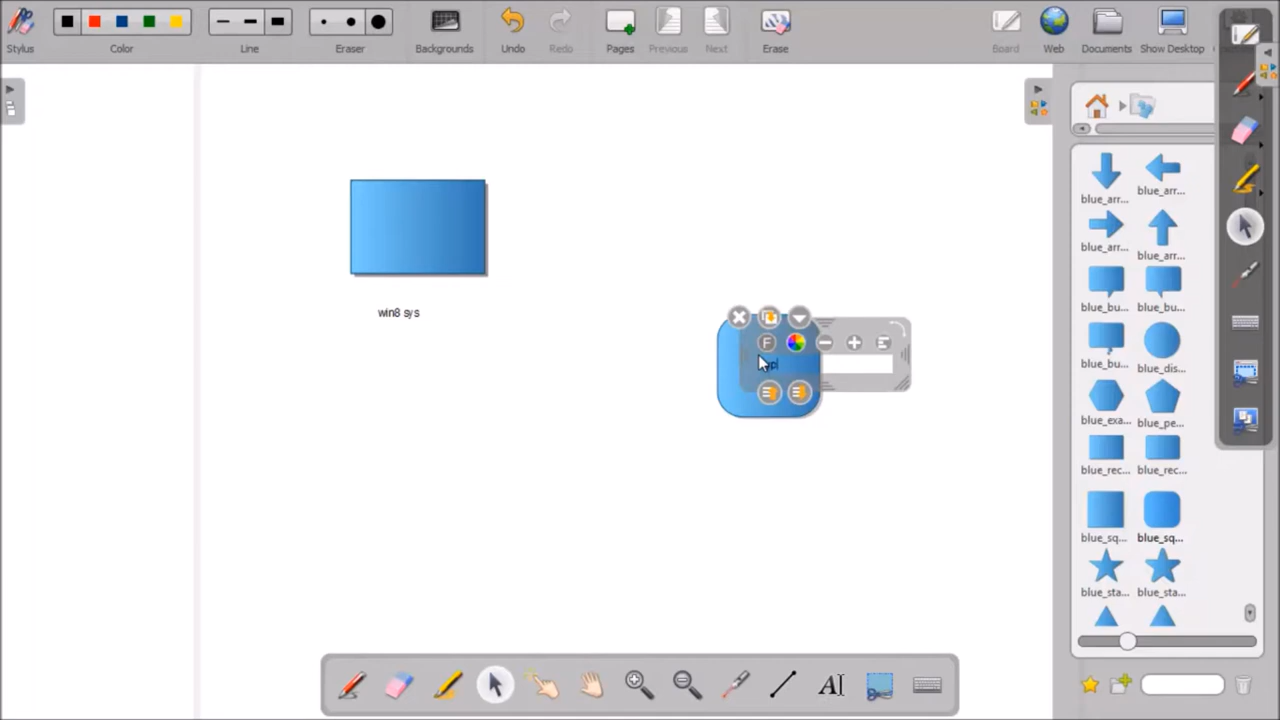 Stylus
Color
Line
Eraser
Backgrounds
Undo
Redo
Pages
Previous
Next
Erase
Board
Web
Documents
Show Desktop
win8 sys
F
blue_arr...
blue_arr...
blue_arr...
blue_arr...
blue_bu...
blue_bu...
blue_bu...
blue_dis...
blue_exa...
blue_pe...
blue_rec...
blue_rec...
blue_sq...
blue_sq...
blue_sta...
blue_sta...
AI